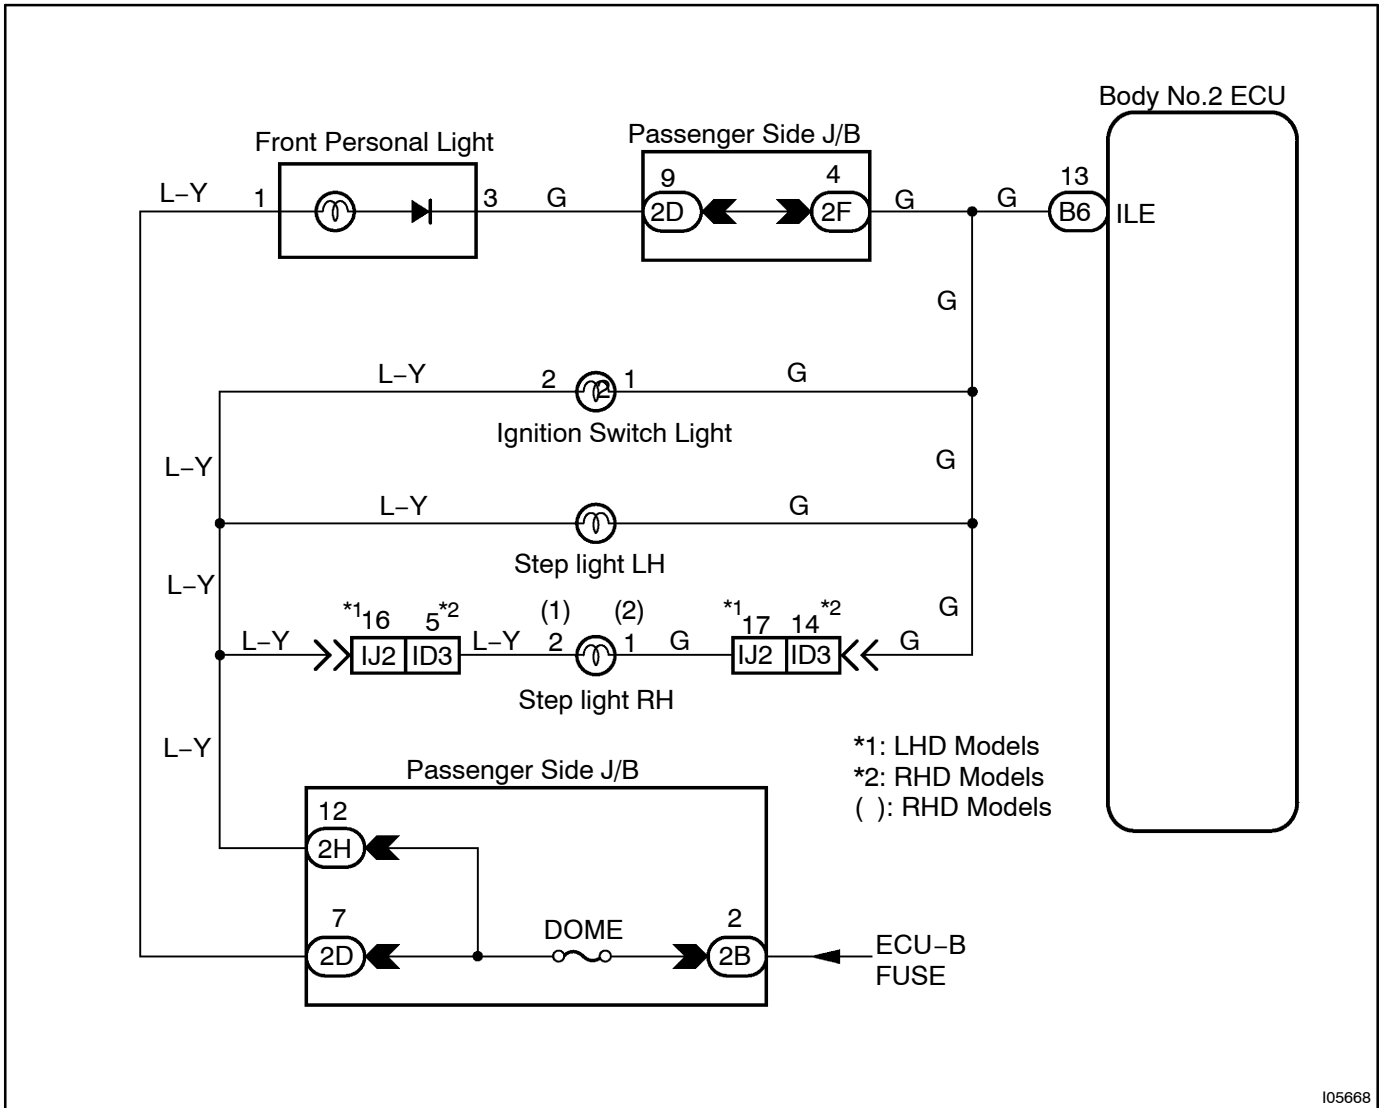 Body No.2 ECU
Front Personal Light
Passenger Side J/B
L−Y
1
3
G
9
2D
4
2F
G
G
13
B6
ILE
G
L−Y
2
2
1
G
Ignition Switch Light
L−Y
G
L−Y
G
Step light LH
L−Y
*1
16
5
*2
(1)
(2)
*1
17
14
*2
G
L−Y
IJ2
ID3
L−Y
2
1
G
IJ2
ID3
G
Step light RH
L−Y
*1: LHD Models
*2: RHD Models
( ): RHD Models
Passenger Side J/B
12
2H
7
2D
DOME
2
2B
ECU−B
FUSE
I05668